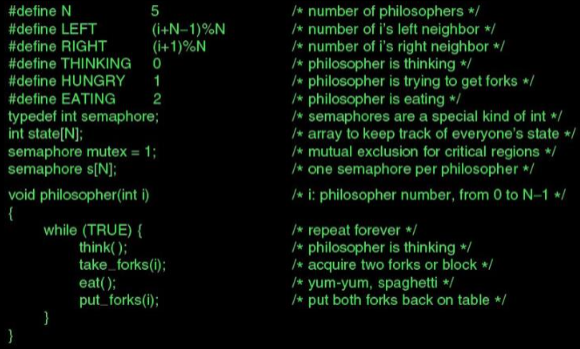 #define N 5 /* number of philosophers */
#define LEFT (i+N−1)%N /* number of i's left neighbor */
#define RIGHT (i+1)%N /* number of i's right neighbor */
#define THINKING 0 /* philosopher is thinking */
#define HUNGRY 1 /* philosopher is trying to get forks */
#define EATING 2 /* philosopher is eating */
typedef int semaphore; /* semaphores are a special kind of int */
int state[N]; /* array to keep track of everyone's state */
semaphore mutex = 1; /* mutual exclusion for critical regions */
semaphore s[N]; /* one semaphore per philosopher */
void philosopher(int i) /* i: philosopher number, from 0 to N−1 */
{
while (TRUE) { /* repeat forever */
think( ); /* philosopher is thinking */
take_forks(i); /* acquire two forks or block */
eat( ); /* yum-yum, spaghetti */
put_forks(i); /* put both forks back on table */
}
}